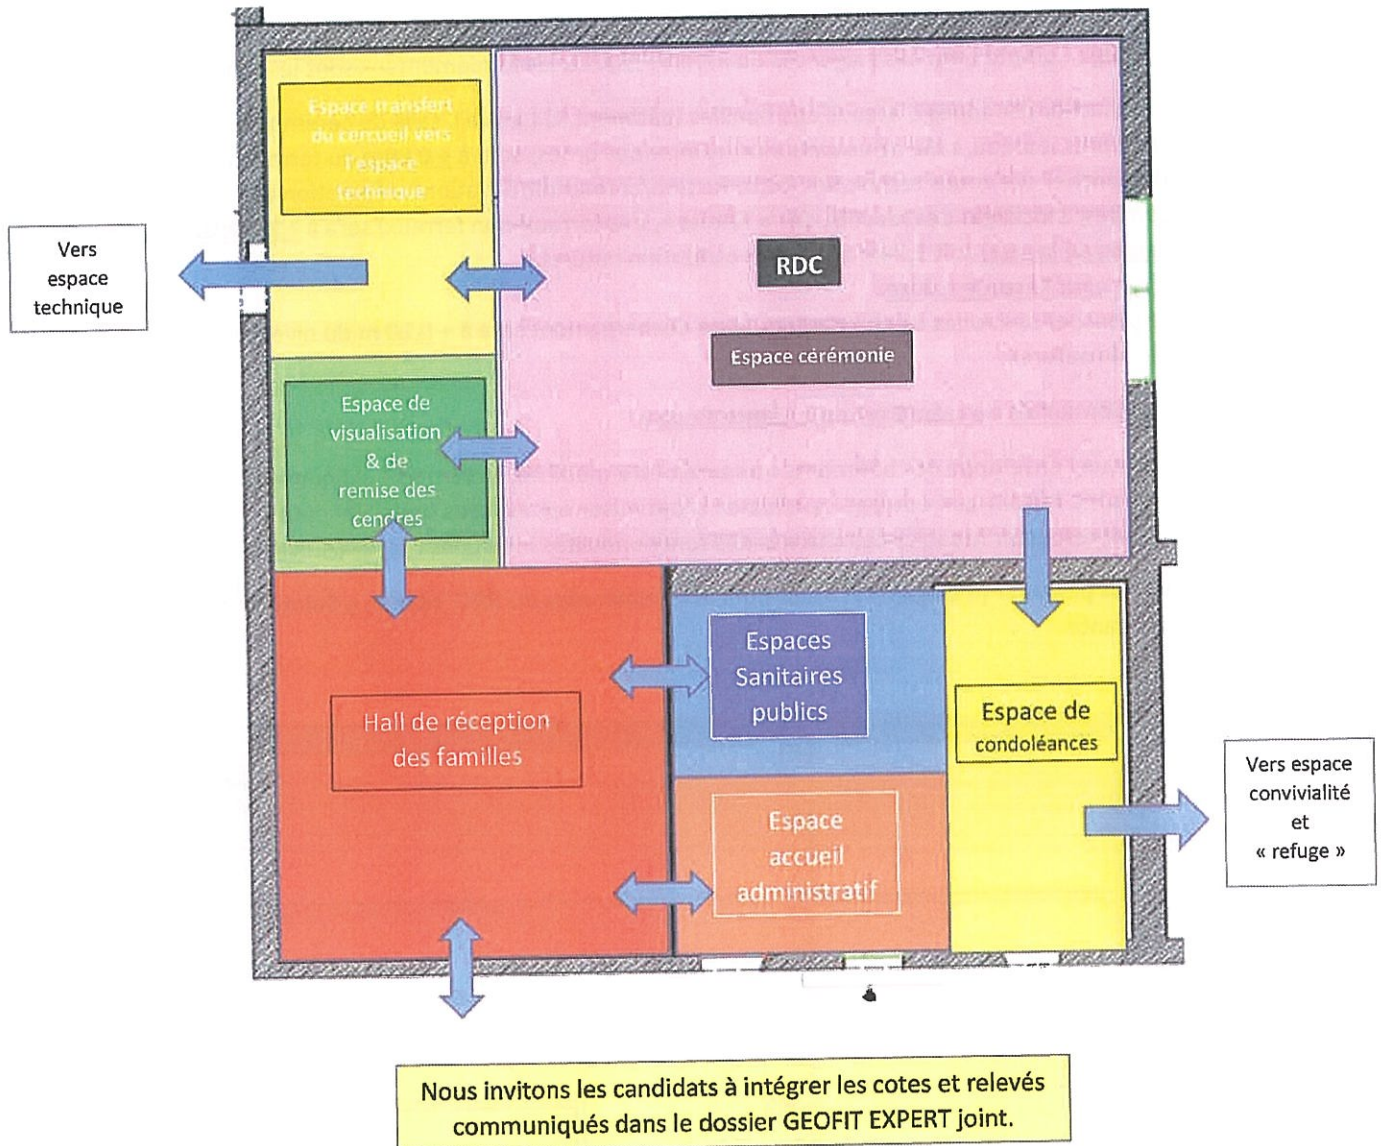 Espace transfert
du cercueil vers
l'espace
technique
Vers
espace
technique
RDC
Espace cérémonie
Espace de
visualisation
& de
remise des
cendres
Espaces
Sanitaires
publics
Hall de réception
des familles
Espace de
condoléances
Vers espace
convivialité
et
« refuge »
Espace
accueil
administratif
Nous invitons les candidats à intégrer les cotes et relevés
communiqués dans le dossier GEOFIT EXPERT joint.